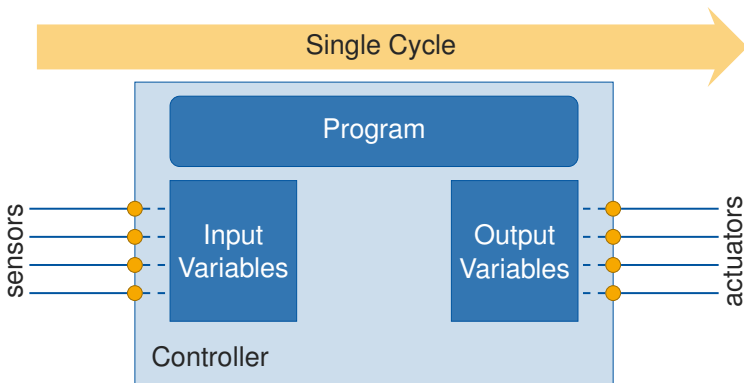 Single Cycle
Program
sensors
Input
Variables
Output
Variables
actuators
Controller